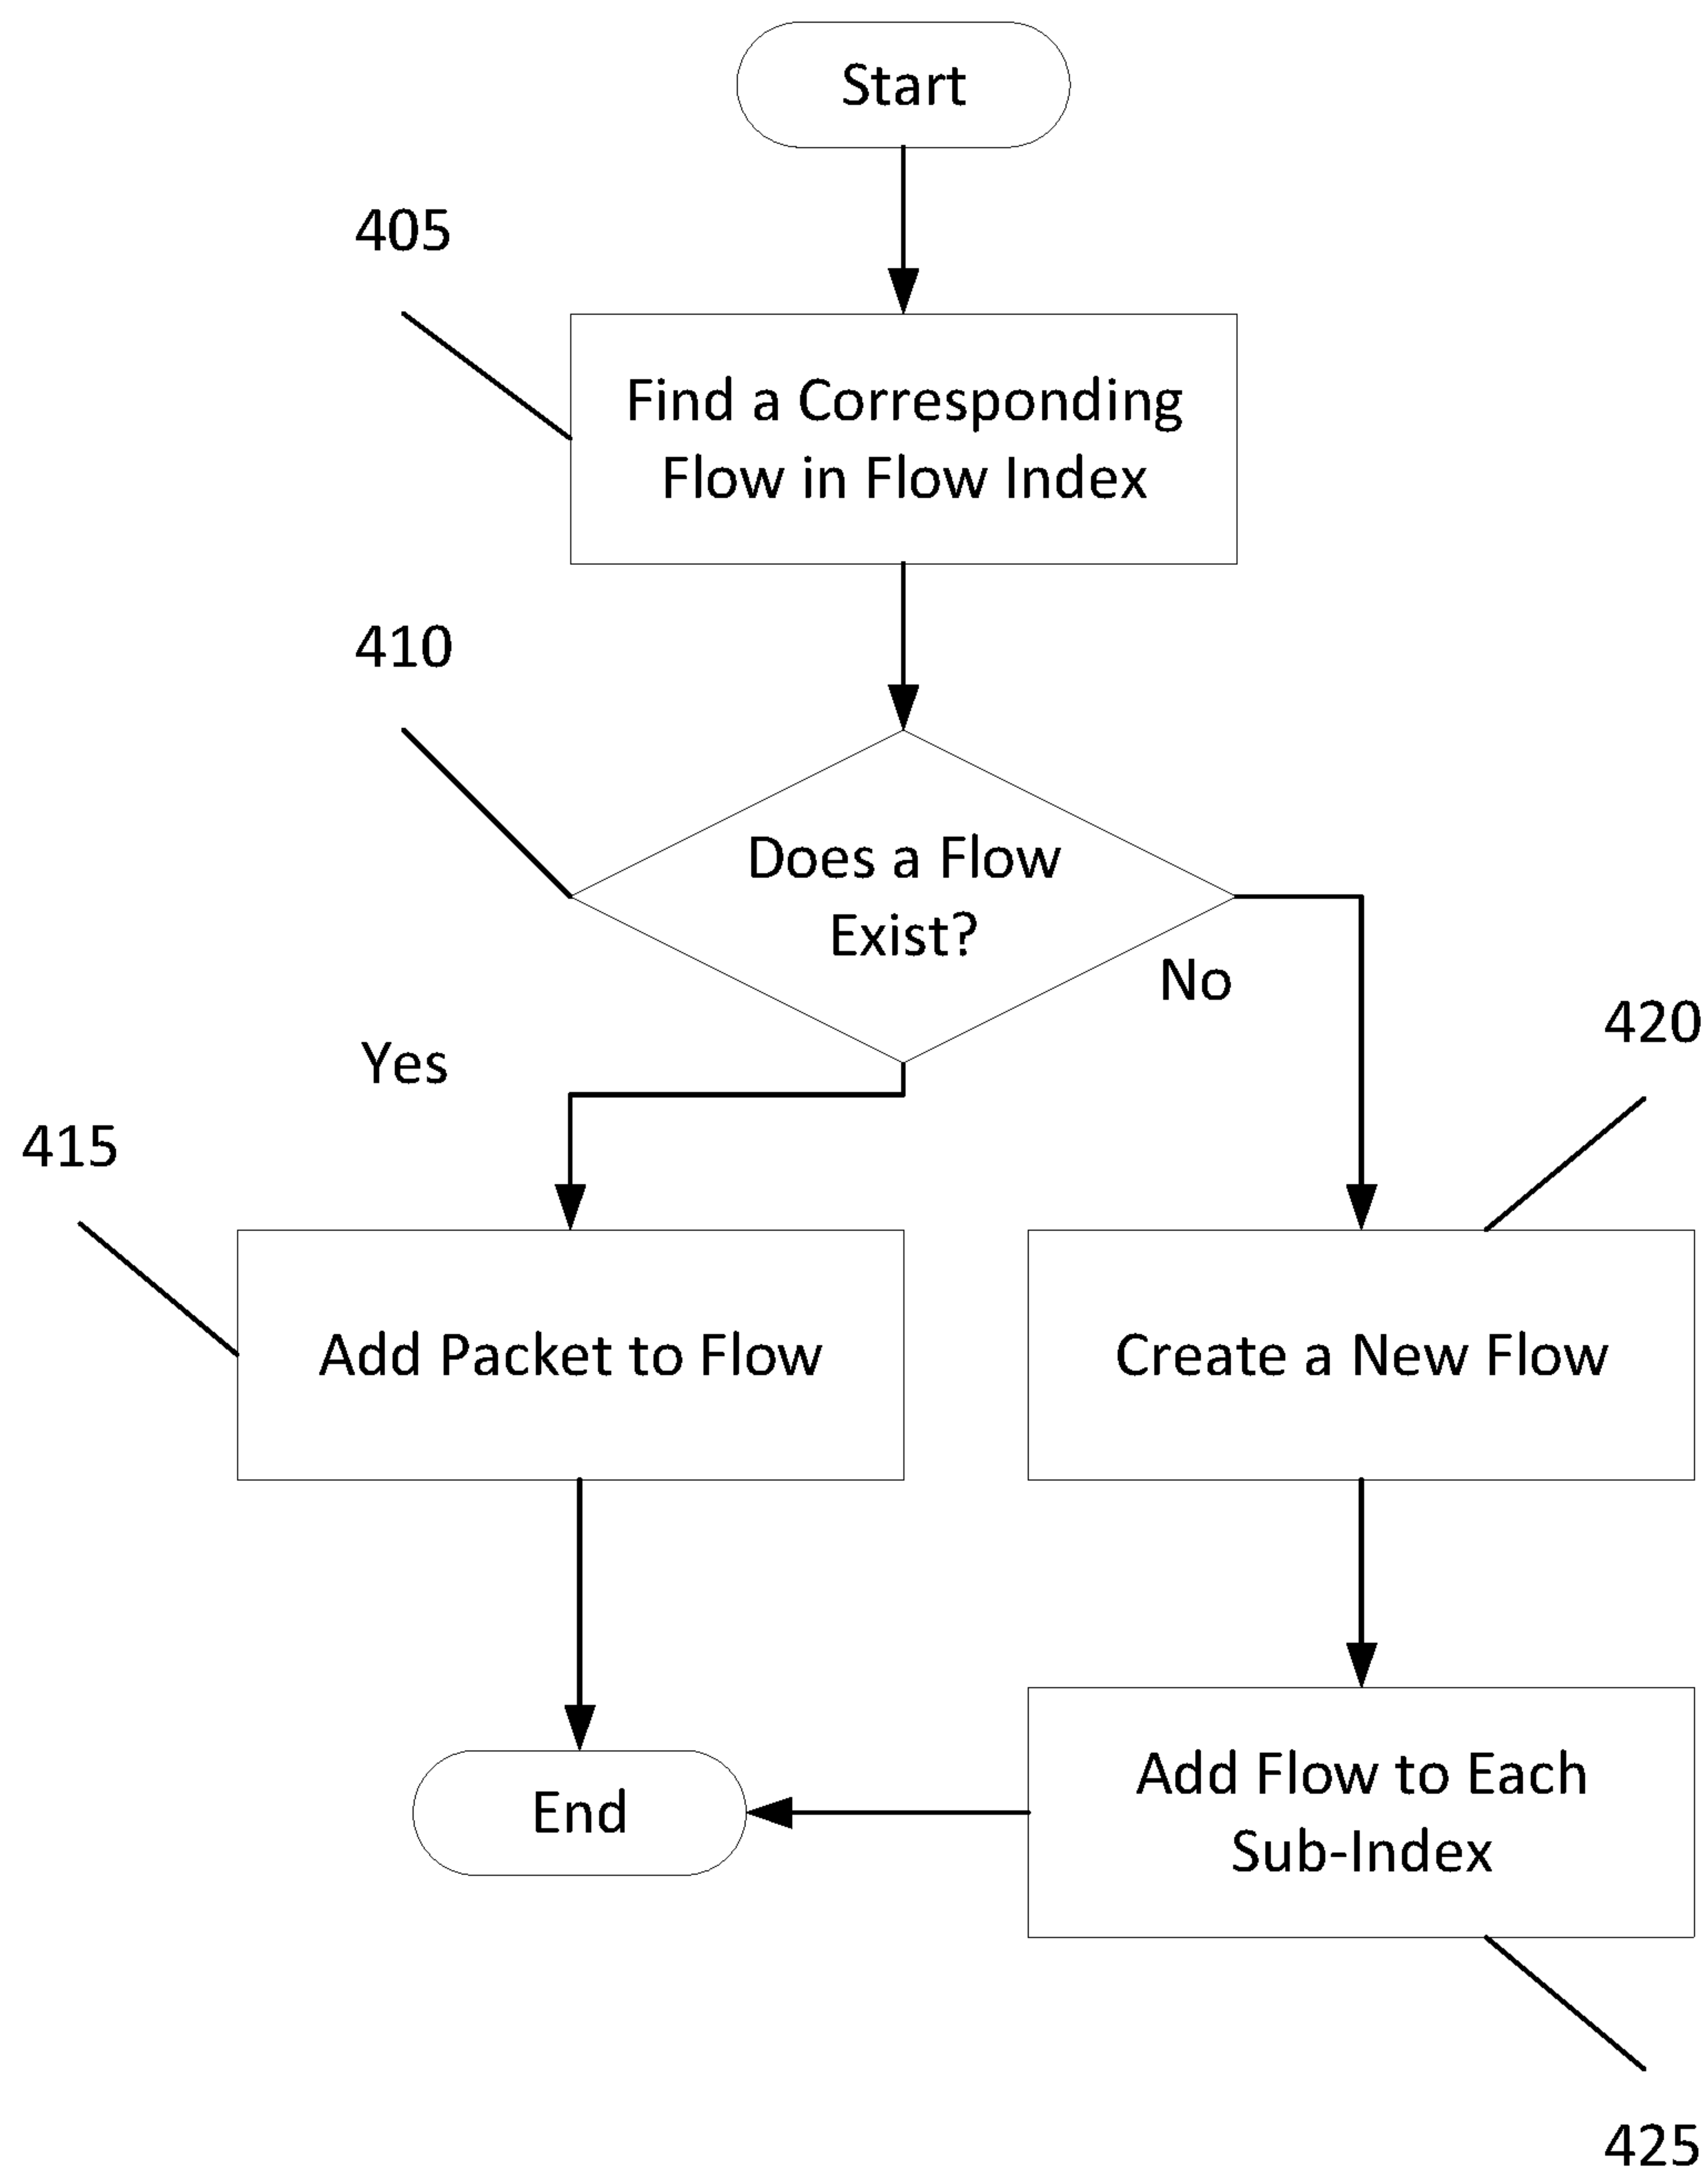 Start
405
Find a Corresponding
Flow in Flow Index
410
Does a Flow
Exist?
No
Yes
420
415
Add Packet to Flow
Create a New Flow
End
Add Flow to Each
Sub-Index
425